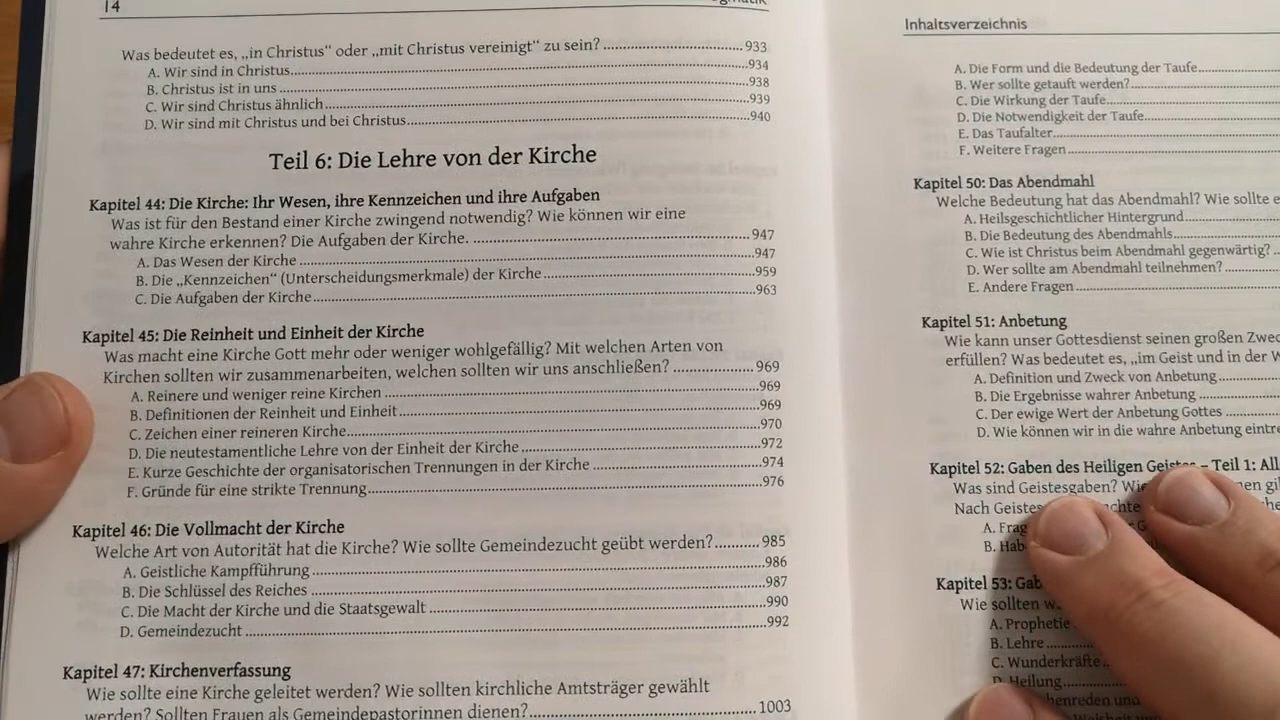 14
Was bedeutet es, „in Christus" oder „mit Christus vereinigt" zu sein? ........ 933
A. Wir sind in Christus........ 934
B. Christus ist in uns ........ 938
C. Wir sind Christus ähnlich........ 939
D. Wir sind mit Christus und bei Christus........ 940
Teil 6: Die Lehre von der Kirche
Kapitel 44: Die Kirche: Ihr Wesen, ihre Kennzeichen und ihre Aufgaben
Was ist für den Bestand einer Kirche zwingend notwendig? Wie können wir eine
wahre Kirche erkennen? Die Aufgaben der Kirche. ........ 947
A. Das Wesen der Kirche ........ 947
B. Die „Kennzeichen" (Unterscheidungsmerkmale) der Kirche........ 959
C. Die Aufgaben der Kirche........ 963
Kapitel 45: Die Reinheit und Einheit der Kirche
Was macht eine Kirche Gott mehr oder weniger wohlgefällig? Mit welchen Arten von
Kirchen sollten wir zusammenarbeiten, welchen sollten wir uns anschließen? ........ 969
A. Reinere und weniger reine Kirchen ........ 969
B. Definitionen der Reinheit und Einheit........ 969
C. Zeichen einer reineren Kirche........ 970
D. Die neutestamentliche Lehre von der Einheit der Kirche ........ 972
E. Kurze Geschichte der organisatorischen Trennungen in der Kirche ........ 974
F. Gründe für eine strikte Trennung........ 976
Kapitel 46: Die Vollmacht der Kirche
Welche Art von Autorität hat die Kirche? Wie sollte Gemeindezucht geübt werden?........ 985
A. Geistliche Kampfführung ........ 986
B. Die Schlüssel des Reiches ........ 987
C. Die Macht der Kirche und die Staatsgewalt ........ 990
D. Gemeindezucht ........ 992
Kapitel 47: Kirchenverfassung
Wie sollte eine Kirche geleitet werden? Wie sollten kirchliche Amtsträger gewählt
werden? Sollten Frauen als Gemeindepastorinnen dienen?........ 1003
Inhaltsverzeichnis
A. Die Form und die Bedeutung der Taufe........
B. Wer sollte getauft werden?........
C. Die Wirkung der Taufe........
D. Die Notwendigkeit der Taufe........
E. Das Taufalter........
F. Weitere Fragen........
Kapitel 50: Das Abendmahl
Welche Bedeutung hat das Abendmahl? Wie sollte
A. Heilsgeschichtlicher Hintergrund........
B. Die Bedeutung des Abendmahls........
C. Wie ist Christus beim Abendmahl gegenwärtig? ..
D. Wer sollte am Abendmahl teilnehmen? ........
E. Andere Fragen ........
Kapitel 51: Anbetung
Wie kann unser Gottesdienst seinen großen
erfüllen? Was bedeutet es, „im Geist und in der
A. Definition und Zweck von Anbetung........
B. Die Ergebnisse wahrer Anbetung ........
C. Der ewige Wert der Anbetung Gottes ........
D. Wie können wir in die wahre Anbetung
Kapitel 52: Gaben des Heiligen Geistes – Teil 1:
Was sind Geistesgaben?
Nach
A.
B.
Kapitel 53:
Wie sollten
A. Prophetie
B. Lehre........
C. Wunderkräfte..
D. Heilung........